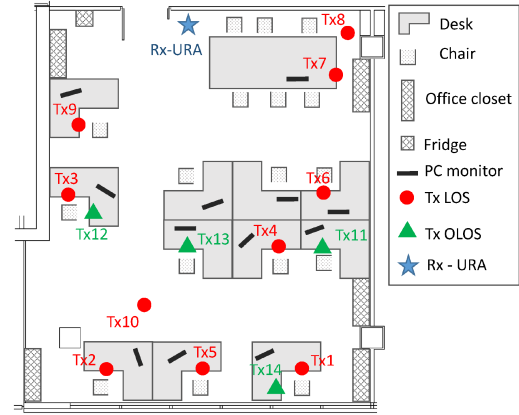 Tx8
Rx-URA
Tx7
Tx9
Tx3
Tx6
Tx12
Tx13
Tx4
Tx11
Tx10
Tx2
Tx5
Tx14
Tx1
Desk
Chair
Office closet
Fridge
PC monitor
Tx LOS
Tx OLOS
Rx - URA